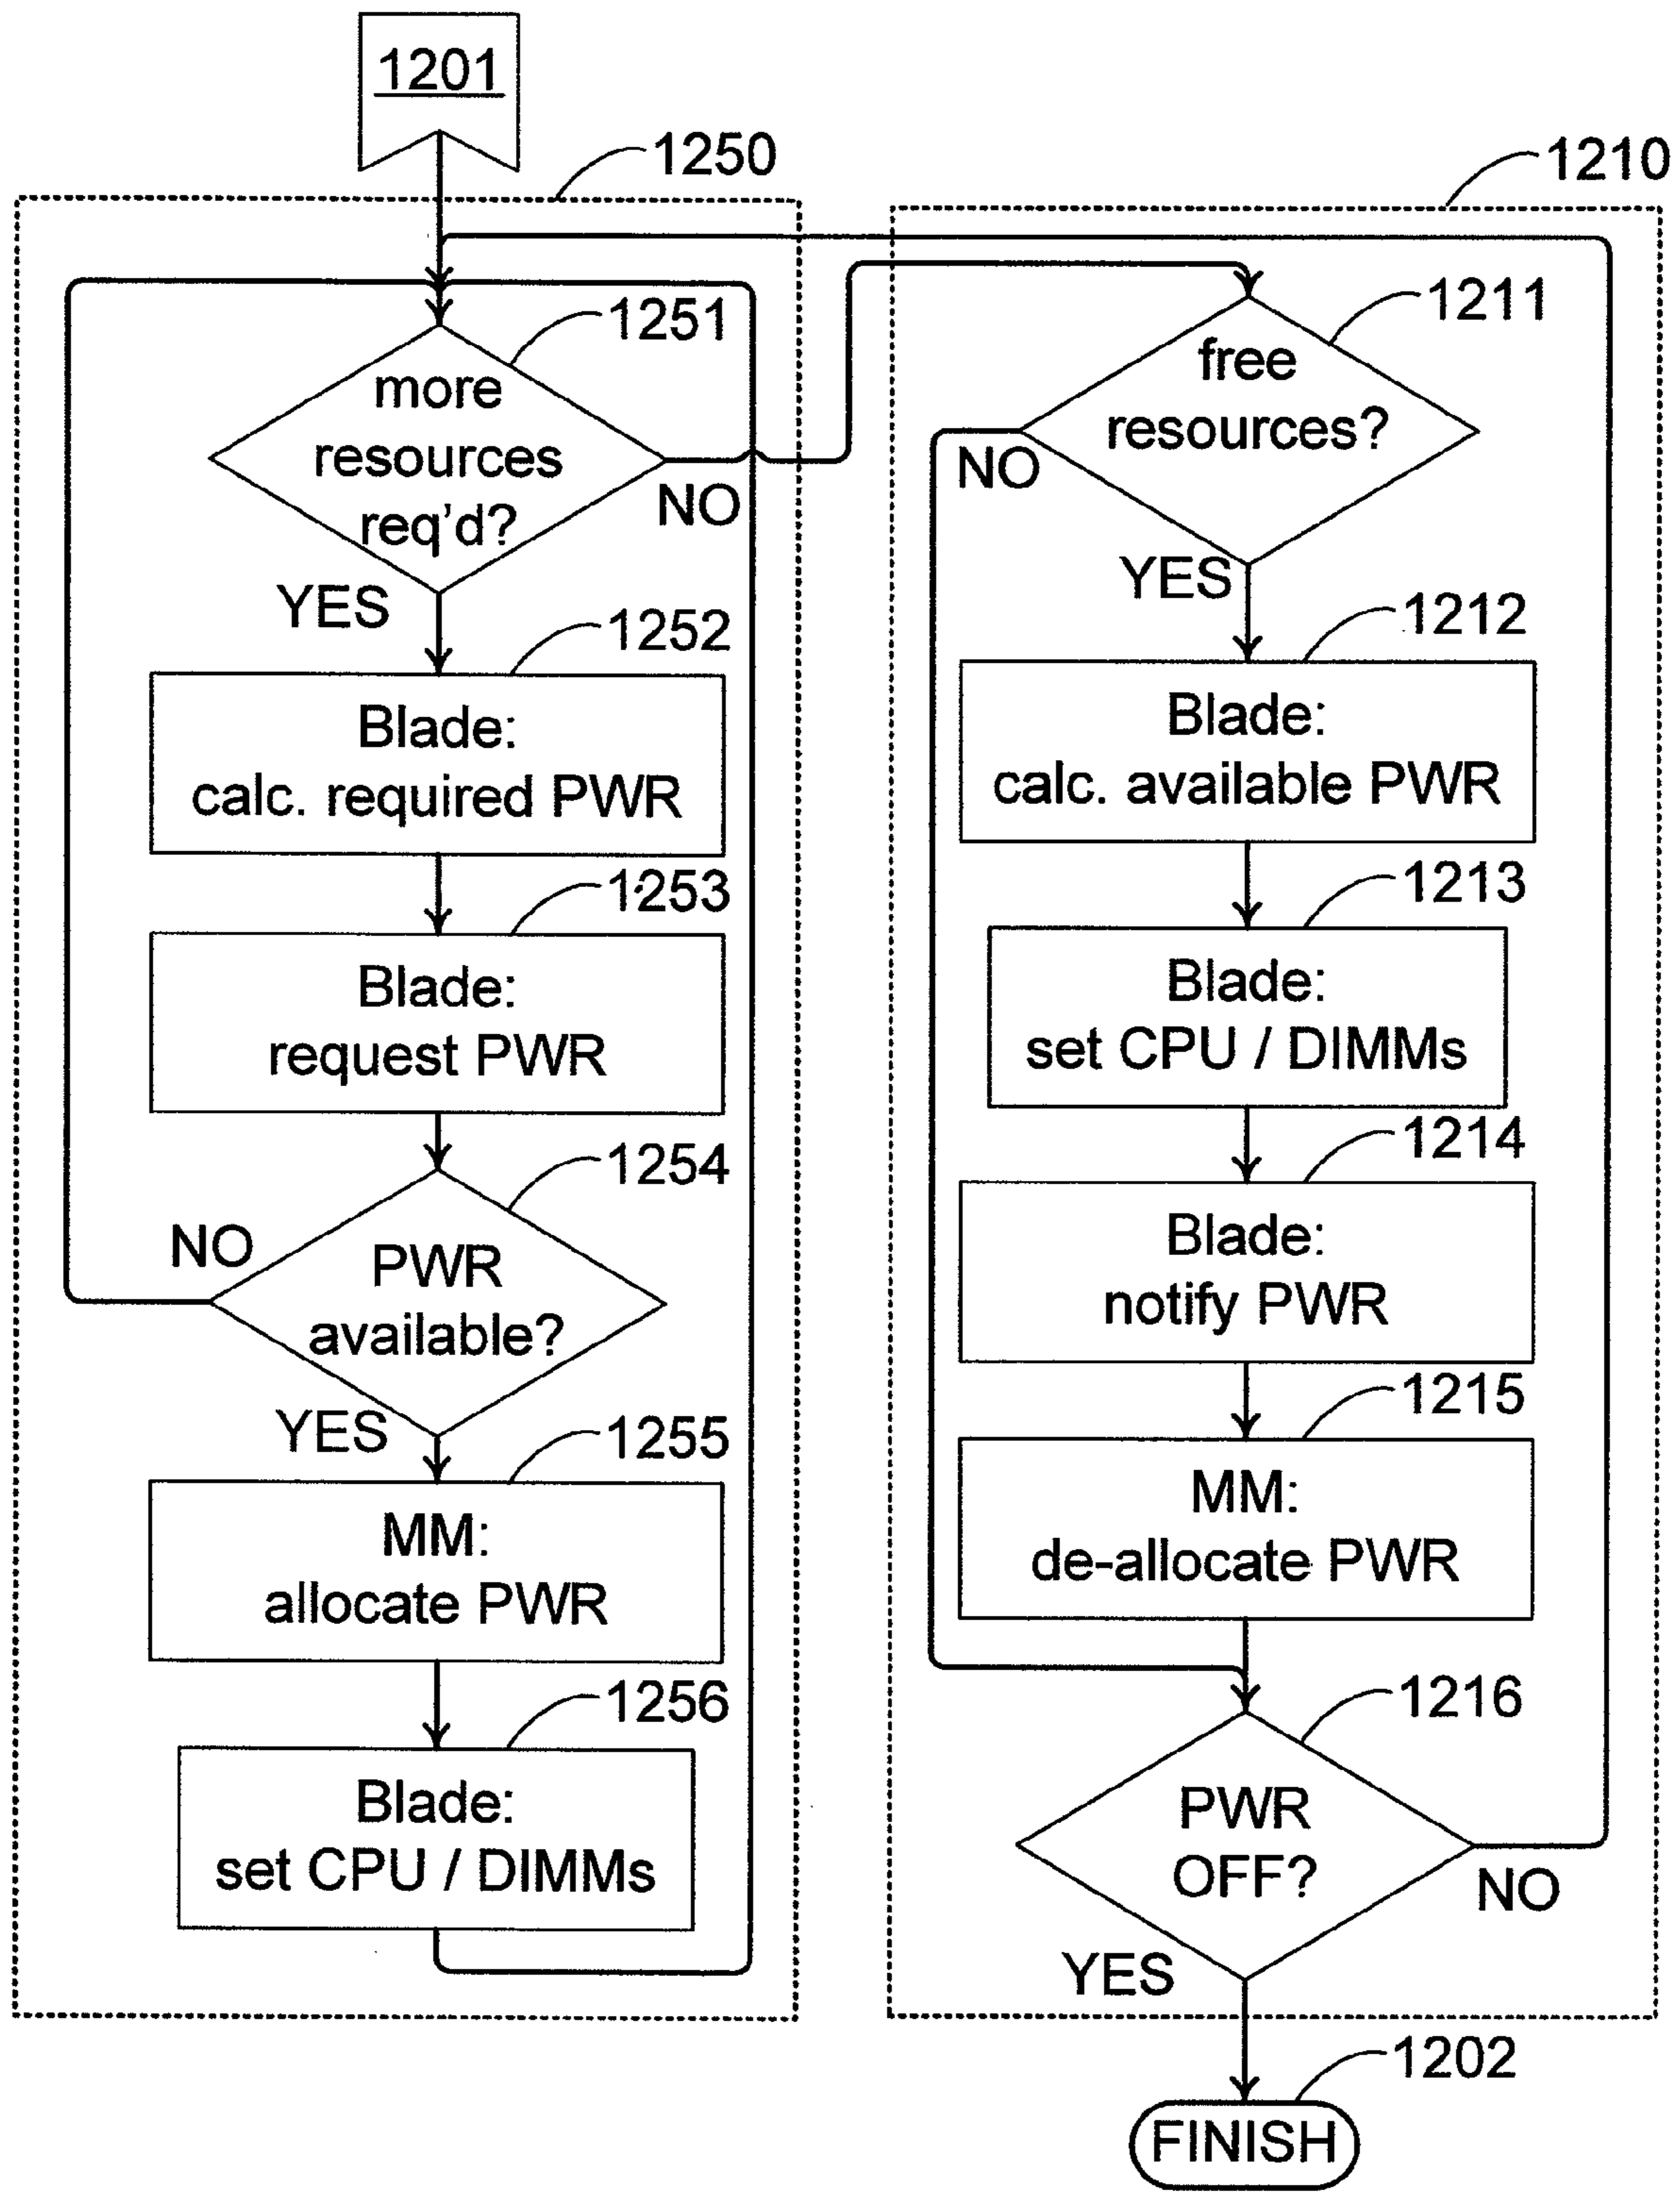 1201
1250
1210
1251
more
resources
req'd?
NO
YES
1252
Blade:
calc. required PWR
1253
Blade:
request PWR
1254
NO
PWR
available?
YES
1255
MM:
allocate PWR
1256
Blade:
set CPU / DIMMs
1211
free
resources?
NO
YES
1212
Blade:
calc. available PWR
1213
Blade:
set CPU / DIMMs
1214
Blade:
notify PWR
1215
MM:
de-allocate PWR
1216
PWR
OFF?
NO
YES
1202
FINISH